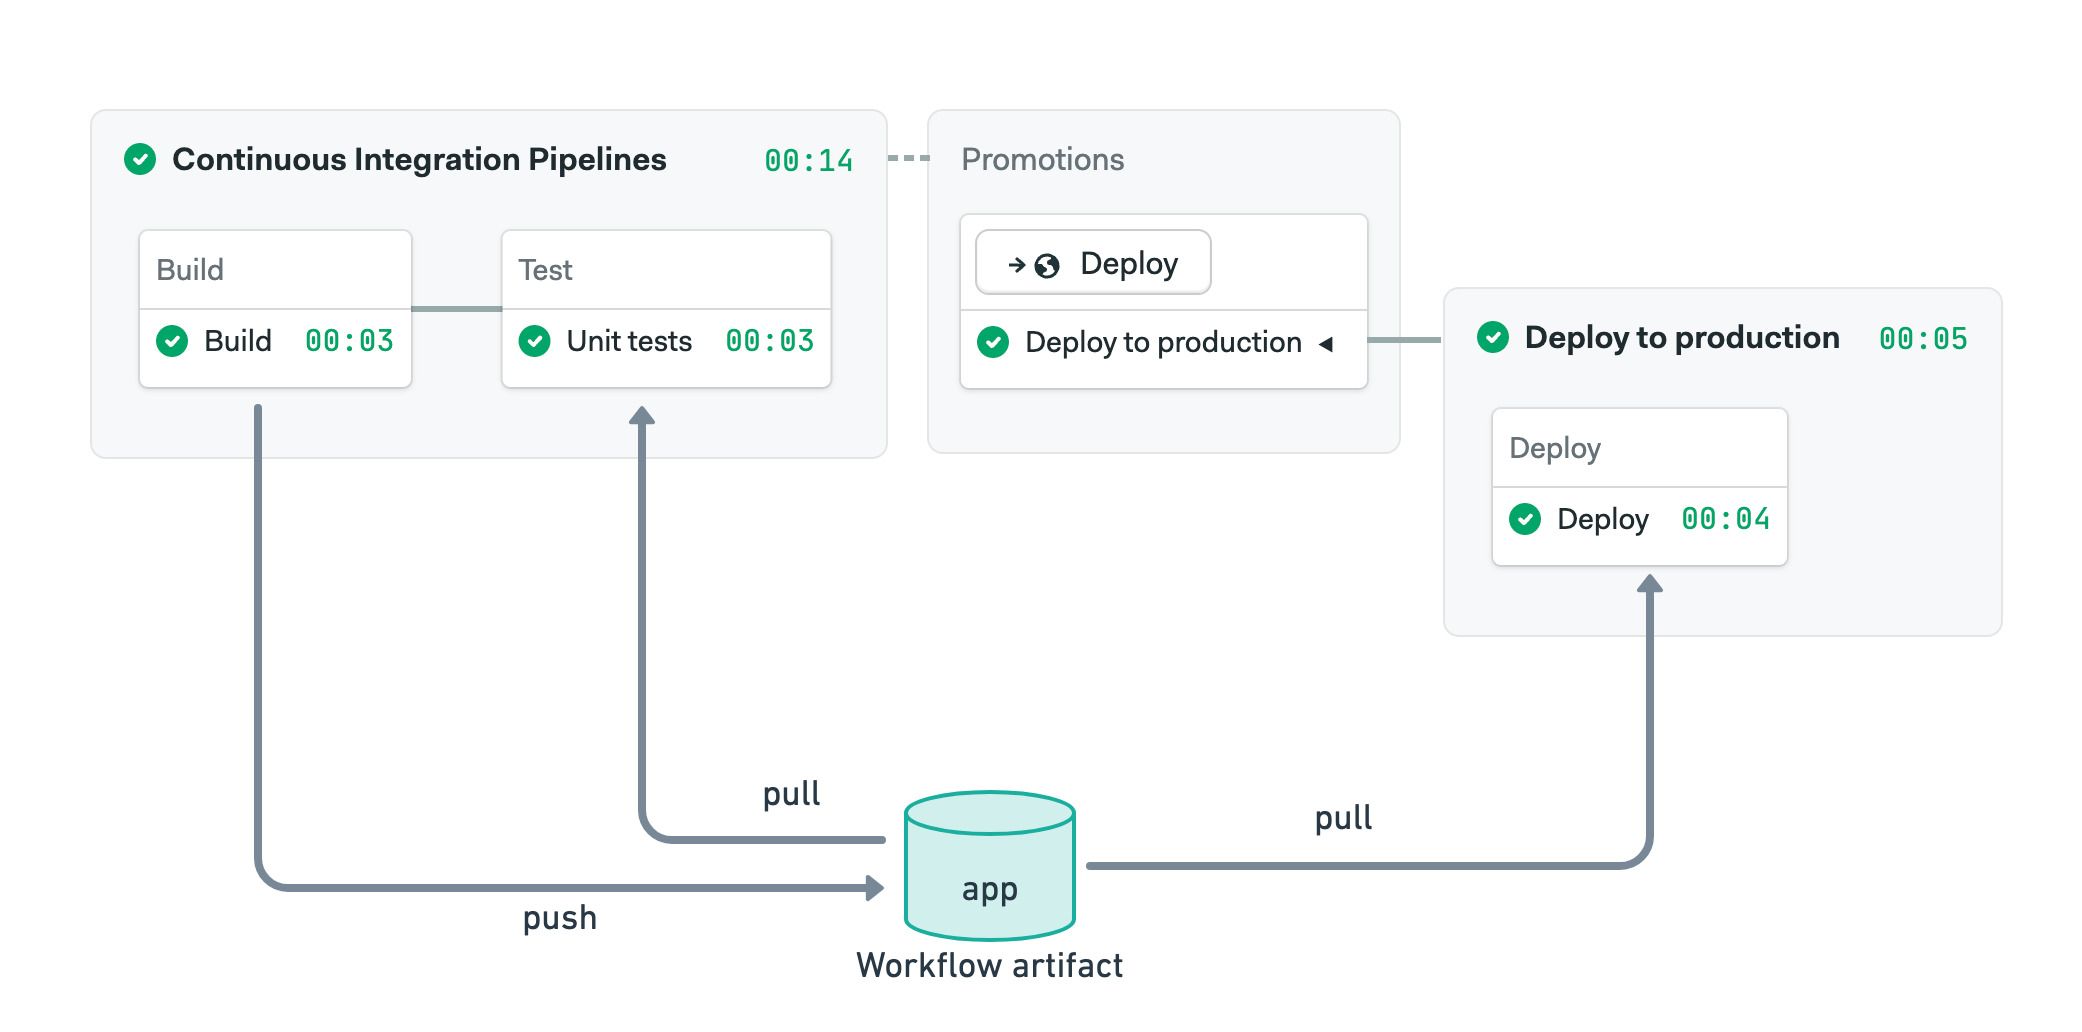 Continuous Integration Pipelines 00:14
Build
Build 00:03
Test
Unit tests 00:03
Promotions
Deploy
Deploy to production
Deploy to production 00:05
Deploy
Deploy 00:04
pull
pull
push
app
Workflow artifact